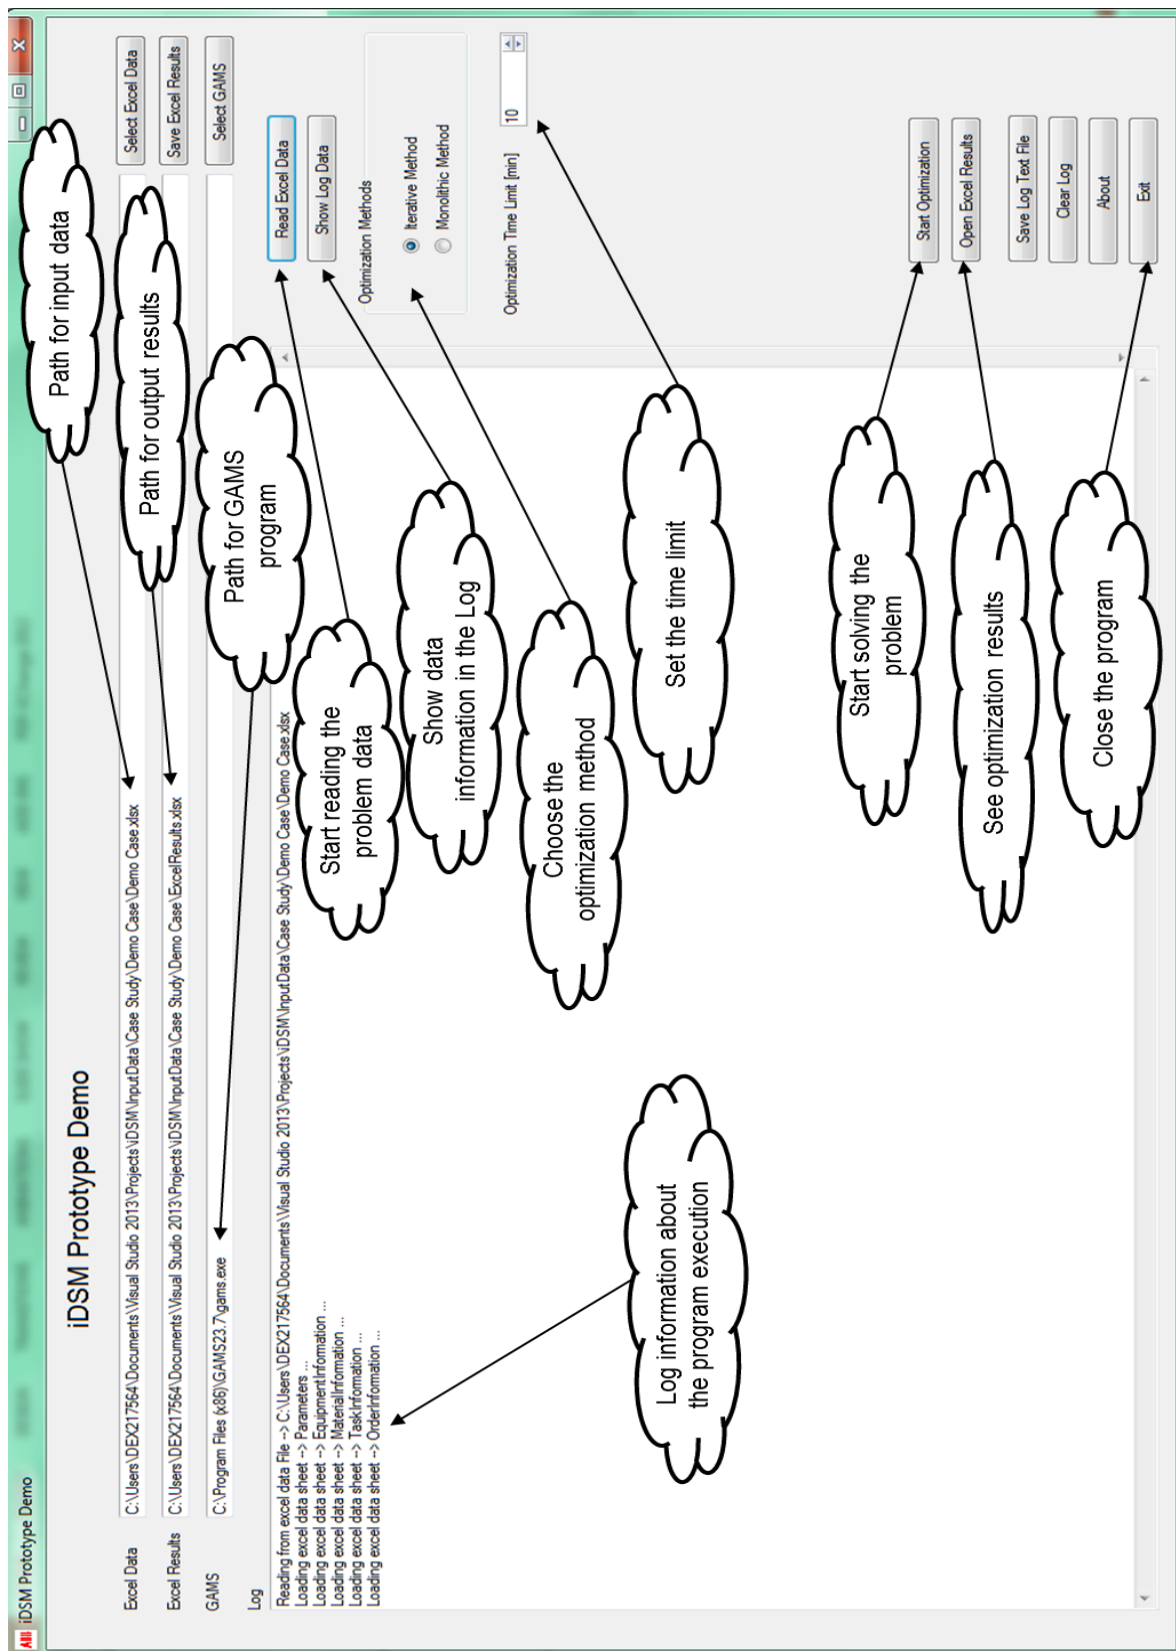 iDSM Prototype Demo
iDSM Prototype Demo
Excel Data
C:\Users\DEX217564\Documents\Visual Studio 2013\Projects\iDSM\InputData\Case Study\Demo Case\Demo Case.xlsx
Select Excel Data
Excel Results
C:\Users\DEX217564\Documents\Visual Studio 2013\Projects\iDSM\InputData\Case Study\Demo Case\ExcelResults.xlsx
Save Excel Results
GAMS
C:\Program Files (x86)\GAMS23.7\gams.exe
Select GAMS
Path for input data
Path for output results
Path for GAMS
program
Log
Reading from excel data File --> C:\Users\DEX217564\Documents\Visual Studio 2013\Projects\iDSM\InputData\Case Study\Demo Case\Demo Case.xlsx
Loading excel data sheet --> Parameters ...
Loading excel data sheet --> EquipmentInformation ...
Loading excel data sheet --> MaterialInformation ...
Loading excel data sheet --> TaskInformation ...
Loading excel data sheet --> OrderInformation ...
Read Excel Data
Show Log Data
Start reading the
problem data
Show data
information in the Log
Optimization Methods
Iterative Method
Monolithic Method
Choose the
optimization method
Optimization Time Limit [min]
10
Set the time limit
Log information about
the program execution
Start Optimization
Open Excel Results
Save Log Text File
Clear Log
About
Exit
Start solving the
problem
See optimization results
Close the program